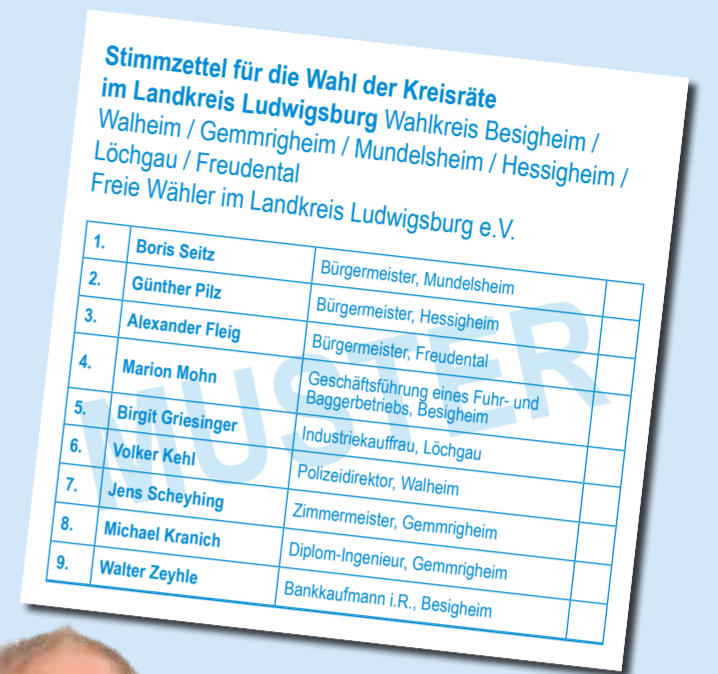 Stimmzettel für die Wahl der Kreisräte
im Landkreis Ludwigsburg Wahlkreis Besigheim /
Walheim / Gemmrigheim / Mundelsheim / Hessigheim /
Löchgau / Freudental
Freie Wähler im Landkreis Ludwigsburg e.V.
1. Boris Seitz Bürgermeister, Mundelsheim
2. Günther Pilz Bürgermeister, Hessigheim
3. Alexander Fleig Bürgermeister, Freudental
4. Marion Mohn Geschäftsführung eines Fuhr- und
Baggerbetriebs, Besigheim
5. Birgit Griesinger Industriekauffrau, Löchgau
6. Volker Kehl Polizeidirektor, Walheim
7. Jens Scheyhing Zimmermeister, Gemmrigheim
8. Michael Kranich Diplom-Ingenieur, Gemmrigheim
9. Walter Zeyhle Bankkaufmann i.R., Besigheim
MUSTER